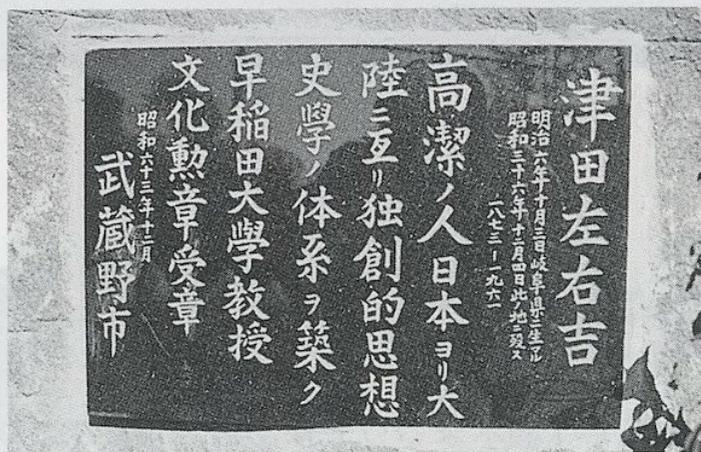 津田左右吉
明治六年十月三日岐阜県ニ生マル
昭和三十六年十二月四日此地ニ歿ス
一八七三ー一九六一
高潔ノ人日本ヨリ大
陸ニ亙リ独創的思想
史學ノ体系ヲ築ク
早稲田大學教授
文化勲章受章
昭和六十三年十二月
武蔵野市